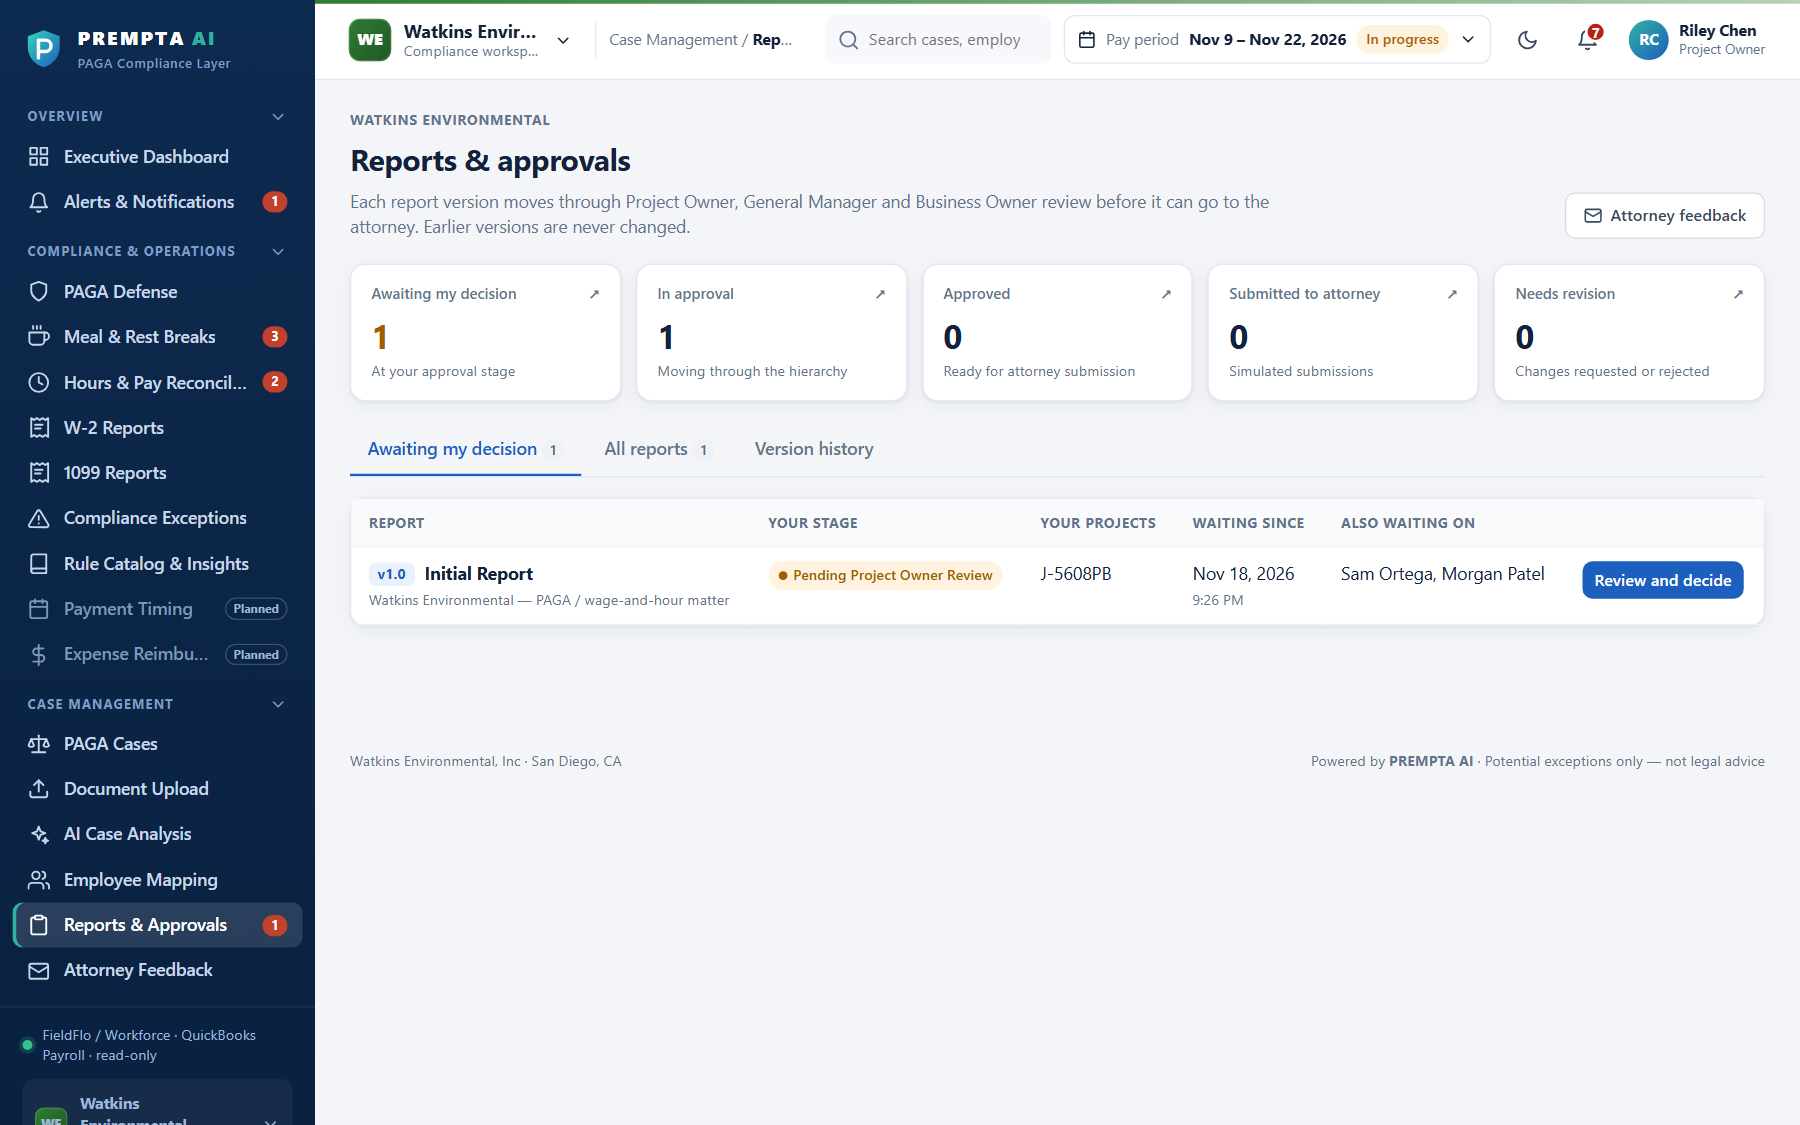 PREMPTA AI
PAGA Compliance Layer
OVERVIEW
Executive Dashboard
Alerts & Notifications 1
COMPLIANCE & OPERATIONS
PAGA Defense
Meal & Rest Breaks 3
Hours & Pay Reconcil... 2
W-2 Reports
1099 Reports
Compliance Exceptions
Rule Catalog & Insights
Payment Timing Planned
Expense Reimbu... Planned
CASE MANAGEMENT
PAGA Cases
Document Upload
AI Case Analysis
Employee Mapping
Reports & Approvals 1
Attorney Feedback
FieldFlo / Workforce · QuickBooks
Payroll · read-only
WE Watkins
Environmental
WE Watkins Envir...
Compliance worksp...
Case Management / Rep...
Search cases, employ
Pay period Nov 9 – Nov 22, 2026 In progress
7
RC Riley Chen
Project Owner
WATKINS ENVIRONMENTAL
Reports & approvals
Each report version moves through Project Owner, General Manager and Business Owner review before it can go to the
attorney. Earlier versions are never changed.
Attorney feedback
Awaiting my decision ↗
1
At your approval stage
In approval ↗
1
Moving through the hierarchy
Approved ↗
0
Ready for attorney submission
Submitted to attorney ↗
0
Simulated submissions
Needs revision ↗
0
Changes requested or rejected
Awaiting my decision 1 All reports 1 Version history
REPORT YOUR STAGE YOUR PROJECTS WAITING SINCE ALSO WAITING ON
v1.0 Initial Report Pending Project Owner Review J-5608PB Nov 18, 2026 Sam Ortega, Morgan Patel Review and decide
Watkins Environmental — PAGA / wage-and-hour matter 9:26 PM
Watkins Environmental, Inc · San Diego, CA
Powered by PREMPTA AI · Potential exceptions only — not legal advice